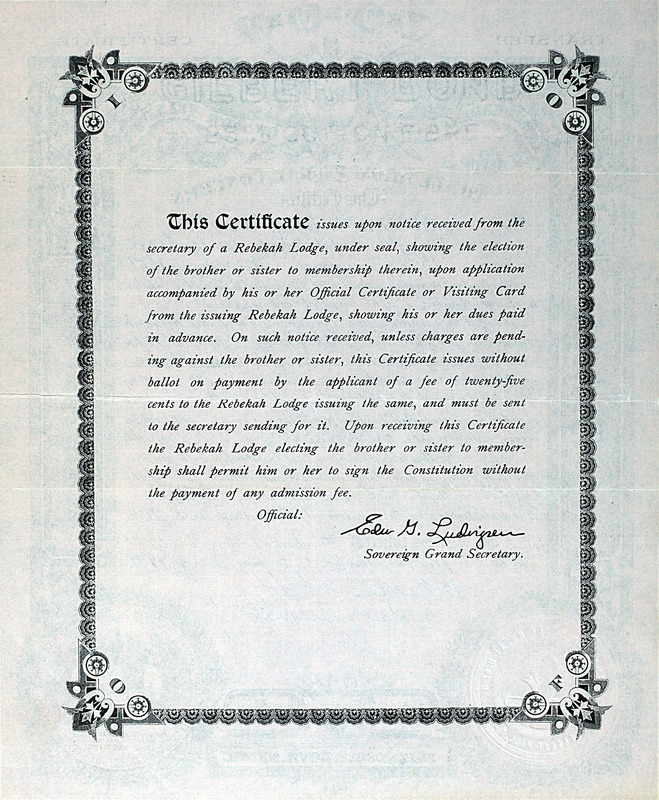 I O
This Certificate issues upon notice received from the
secretary of a Rebekah Lodge, under seal, showing the election
of the brother or sister to membership therein, upon application
accompanied by his or her Official Certificate or Visiting Card
from the issuing Rebekah Lodge, showing his or her dues paid
in advance. On such notice received, unless charges are pend-
ing against the brother or sister, this Certificate issues without
ballot on payment by the applicant of a fee of twenty-five
cents to the Rebekah Lodge issuing the same, and must be sent
to the secretary sending for it. Upon receiving this Certificate
the Rebekah Lodge electing the brother or sister to member-
ship shall permit him or her to sign the Constitution without
the payment of any admission fee.
Official:
Edw G. Ludvigsen
Sovereign Grand Secretary.
O F